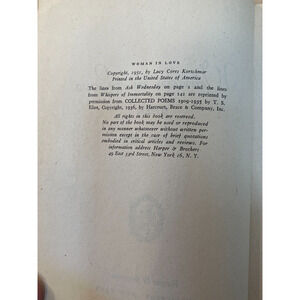 WOMAN IN LOVE
Copyright, 1951, by Lucy Cores Kortchmar
Printed in the United States of America
The lines from Ash Wednesday on page 1 and the lines
from Whispers of Immortality on page 141 are reprinted by
permission from COLLECTED POEMS 1909-1935 by T. S.
Eliot, Copyright, 1936, by Harcourt, Brace & Company, Inc.
All rights in this book are reserved.
No part of the book may be used or reproduced
in any manner whatsoever without written permis-
sion except in the case of brief quotations
embodied in critical articles and reviews. For
information address Harper & Brothers
49 East 33rd Street, New York 16, N. Y.